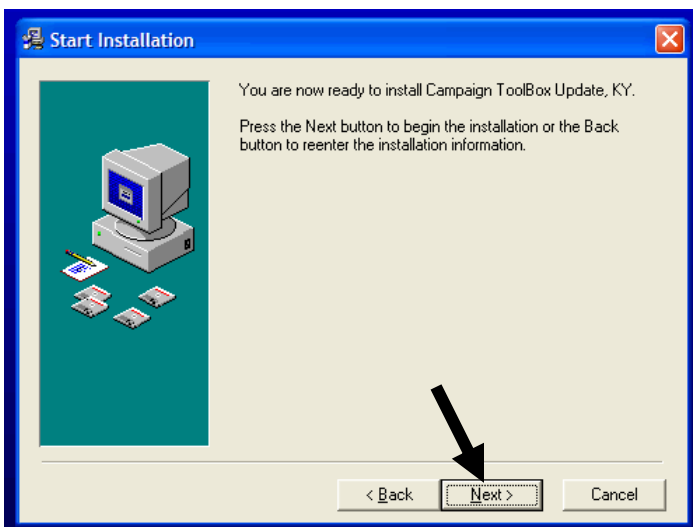 Start Installation
You are now ready to install Campaign ToolBox Update, KY.
Press the Next button to begin the installation or the Back
button to reenter the installation information.
< Back
Next >
Cancel